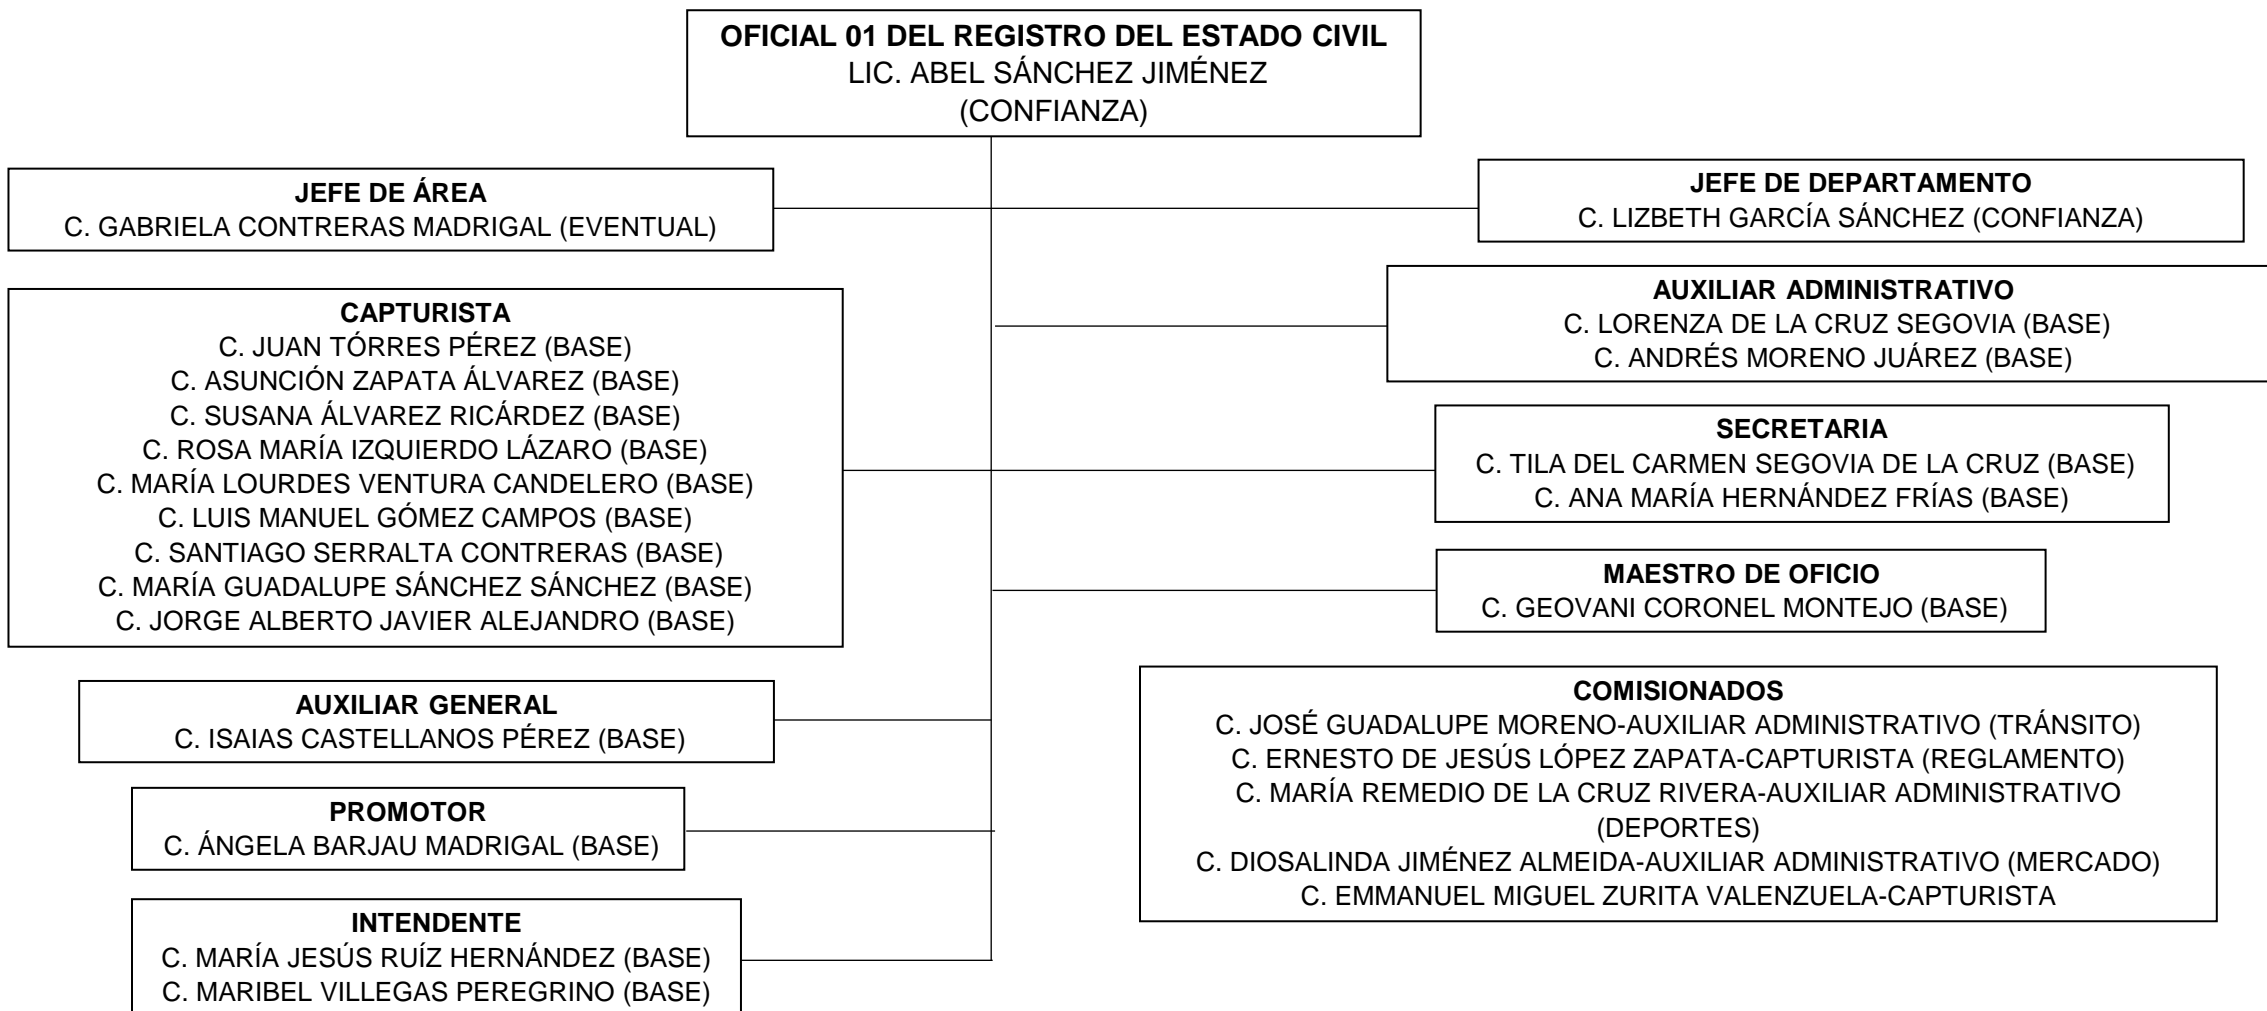 OFICIAL 01 DEL REGISTRO DEL ESTADO CIVIL
LIC. ABEL SÁNCHEZ JIMÉNEZ
(CONFIANZA)
JEFE DE ÁREA
C. GABRIELA CONTRERAS MADRIGAL (EVENTUAL)
JEFE DE DEPARTAMENTO
C. LIZBETH GARCÍA SÁNCHEZ (CONFIANZA)
CAPTURISTA
C. JUAN TÓRRES PÉREZ (BASE)
C. ASUNCIÓN ZAPATA ÁLVAREZ (BASE)
C. SUSANA ÁLVAREZ RICÁRDEZ (BASE)
C. ROSA MARÍA IZQUIERDO LÁZARO (BASE)
C. MARÍA LOURDES VENTURA CANDELERO (BASE)
C. LUIS MANUEL GÓMEZ CAMPOS (BASE)
C. SANTIAGO SERRALTA CONTRERAS (BASE)
C. MARÍA GUADALUPE SÁNCHEZ SÁNCHEZ (BASE)
C. JORGE ALBERTO JAVIER ALEJANDRO (BASE)
AUXILIAR ADMINISTRATIVO
C. LORENZA DE LA CRUZ SEGOVIA (BASE)
C. ANDRÉS MORENO JUÁREZ (BASE)
SECRETARIA
C. TILA DEL CARMEN SEGOVIA DE LA CRUZ (BASE)
C. ANA MARÍA HERNÁNDEZ FRÍAS (BASE)
MAESTRO DE OFICIO
C. GEOVANI CORONEL MONTEJO (BASE)
AUXILIAR GENERAL
C. ISAIAS CASTELLANOS PÉREZ (BASE)
COMISIONADOS
C. JOSÉ GUADALUPE MORENO-AUXILIAR ADMINISTRATIVO (TRÁNSITO)
C. ERNESTO DE JESÚS LÓPEZ ZAPATA-CAPTURISTA (REGLAMENTO)
C. MARÍA REMEDIO DE LA CRUZ RIVERA-AUXILIAR ADMINISTRATIVO
(DEPORTES)
C. DIOSALINDA JIMÉNEZ ALMEIDA-AUXILIAR ADMINISTRATIVO (MERCADO)
C. EMMANUEL MIGUEL ZURITA VALENZUELA-CAPTURISTA
PROMOTOR
C. ÁNGELA BARJAU MADRIGAL (BASE)
INTENDENTE
C. MARÍA JESÚS RUÍZ HERNÁNDEZ (BASE)
C. MARIBEL VILLEGAS PEREGRINO (BASE)